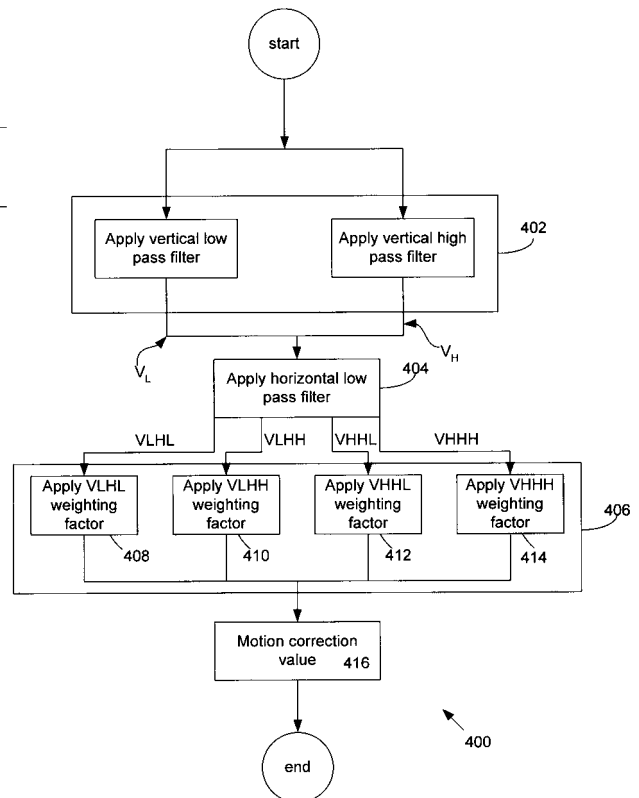 start
Apply vertical low
pass filter
Apply vertical high
pass filter
402
VL
VH
Apply horizontal low
pass filter
404
VLHL
VLHH
VHHL
VHHH
Apply VLHL
weighting
factor
408
Apply VLHH
weighting
factor
410
Apply VHHL
weighting
factor
412
Apply VHHH
weighting
factor
414
406
Motion correction
value
416
400
end